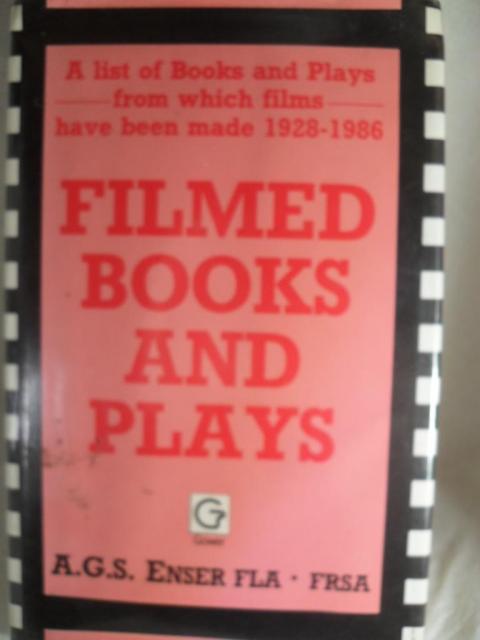 A list of Books and Plays
from which films
have been made 1928-1986
FILMED
BOOKS
AND
PLAYS
G
Gower
A.G.S. ENSER FLA · FRSA